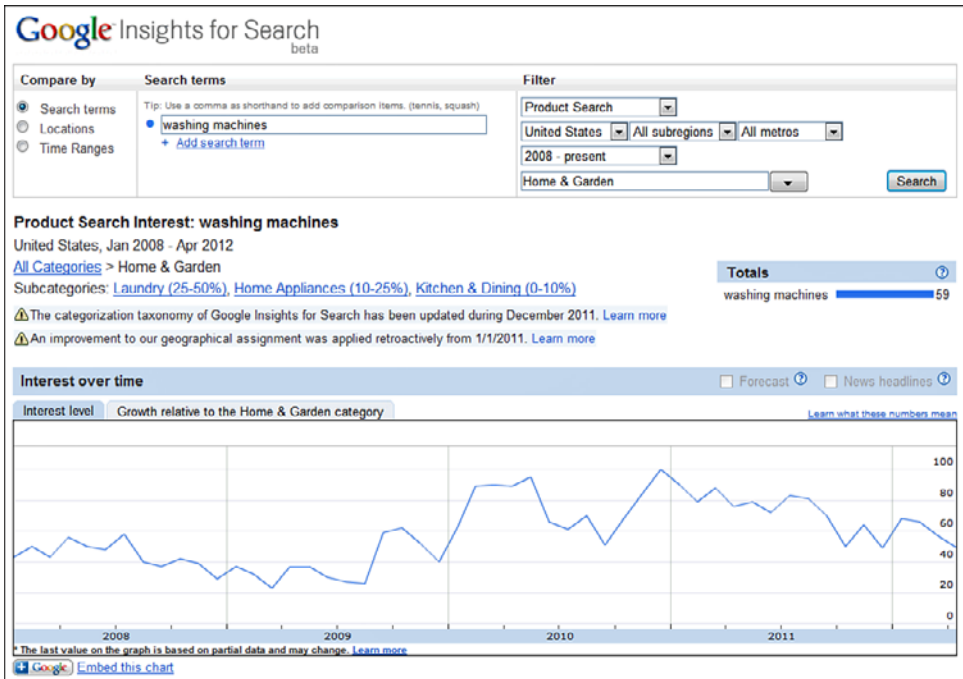 Google Insights for Search
beta
Compare by Search terms Filter
Search terms
Locations
Time Ranges
Tip: Use a comma as shorthand to add comparison items. (tennis, squash)
washing machines
+ Add search term
Product Search
United States All subregions All metros
2008 - present
Home & Garden Search
Product Search Interest: washing machines
United States, Jan 2008 - Apr 2012
All Categories > Home & Garden
Subcategories: Laundry (25-50%), Home Appliances (10-25%), Kitchen & Dining (0-10%)
Totals ?
washing machines 59
The categorization taxonomy of Google Insights for Search has been updated during December 2011. Learn more
An improvement to our geographical assignment was applied retroactively from 1/1/2011. Learn more
Interest over time Forecast ? News headlines ?
Interest level Growth relative to the Home & Garden category Learn what these numbers mean
100
80
60
40
20
0
2008 2009 2010 2011
* The last value on the graph is based on partial data and may change. Learn more
+ Google Embed this chart